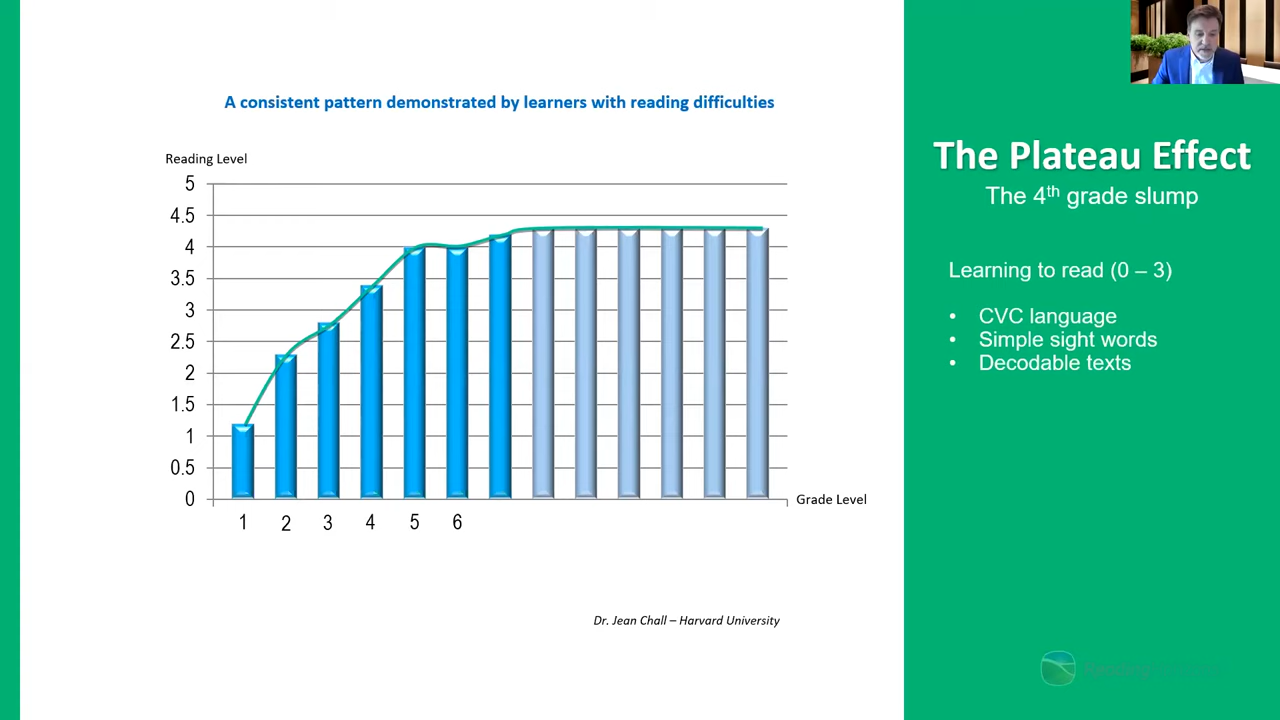 A consistent pattern demonstrated by learners with reading difficulties
Reading Level
5
4.5
4
3.5
3
2.5
2
1.5
1
0.5
0
1 2 3 4 5 6
Grade Level
Dr. Jean Chall – Harvard University
The Plateau Effect
The 4th grade slump
Learning to read (0 – 3)
• CVC language
• Simple sight words
• Decodable texts
Reading